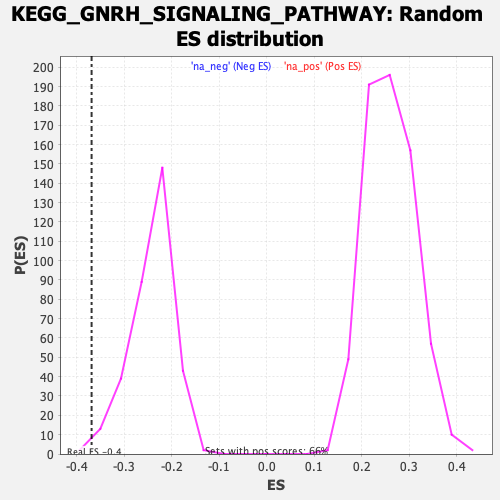 KEGG_GNRH_SIGNALING_PATHWAY: Random
ES distribution
'na_neg' (Neg ES) 'na_pos' (Pos ES)
200
190
180
170
160
150
140
130
120
110
100
90
80
70
60
50
40
30
20
10
0
P(ES)
Real ES -0.4
Sets with pos scores: 66%
-0.4 -0.3 -0.2 -0.1 0.0 0.1 0.2 0.3 0.4
ES